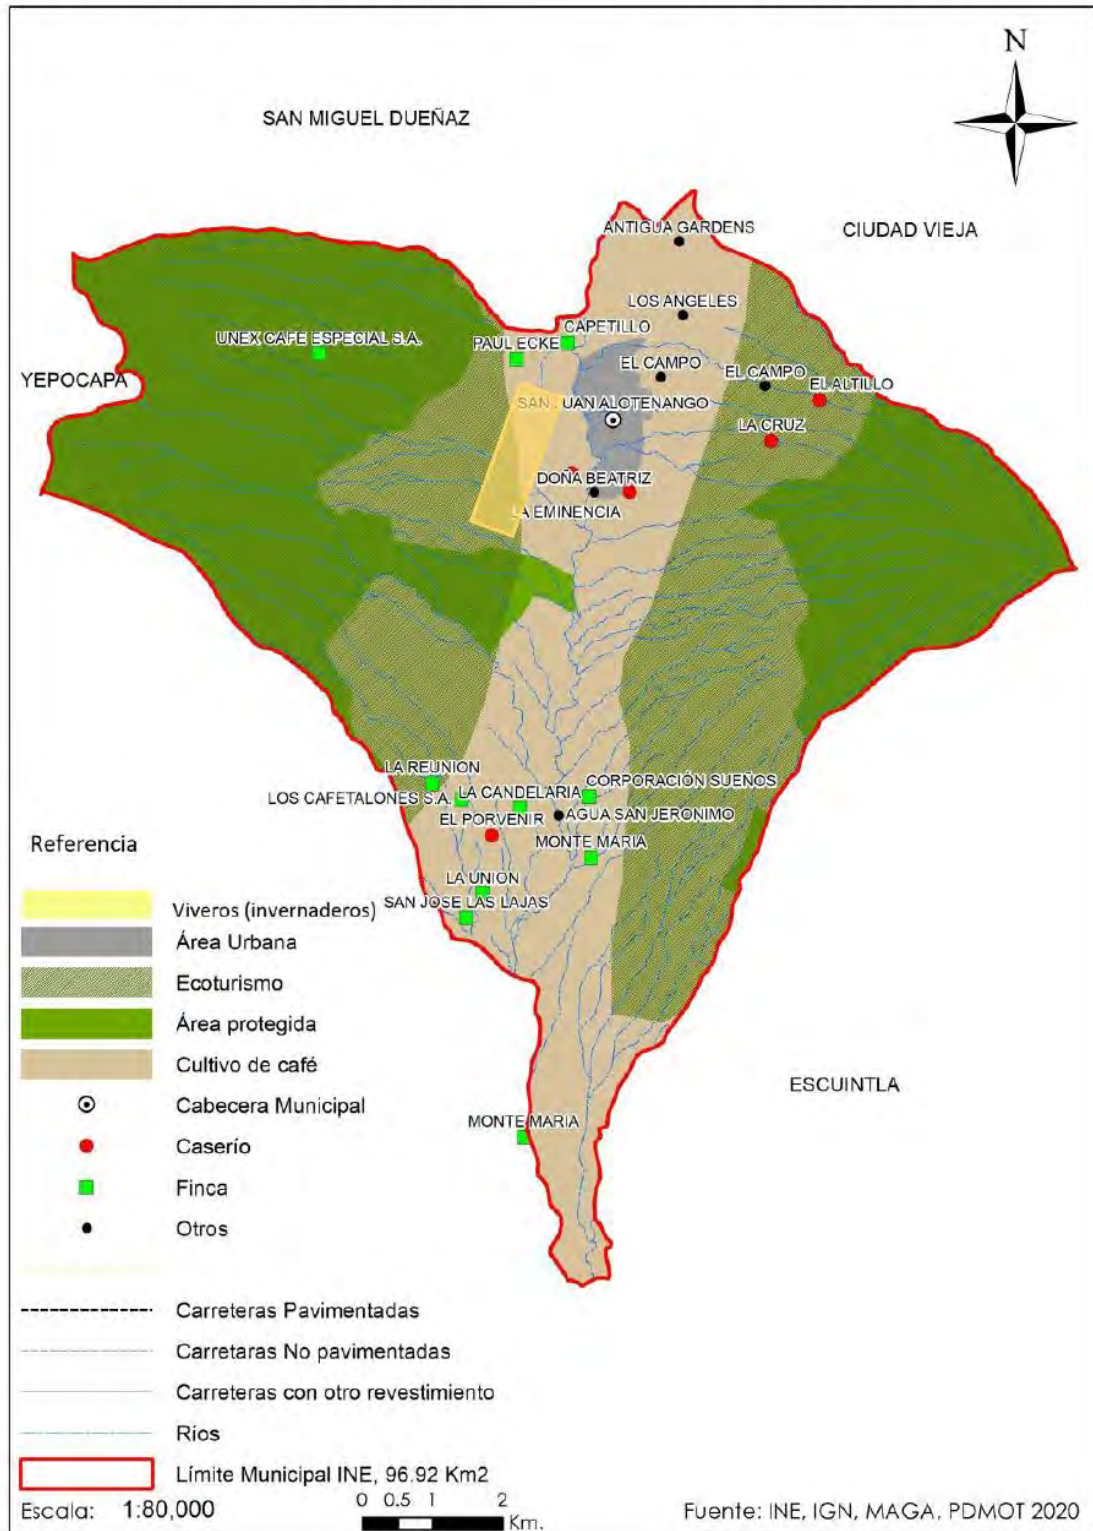 N
SAN MIGUEL DUEÑAZ
CIUDAD VIEJA
ANTIGUA GARDENS
LOS ANGELES
CAPETILLO
UNEX CAFE ESPECIAL S.A.
PAUL ECKE
EL CAMPO
EL CAMPO
YEPOCAPA
EL ALTILLO
SAN JUAN ALOTENANGO
LA CRUZ
DOÑA BEATRIZ
LA EMINENCIA
LA REUNION
CORPORACIÓN SUEÑOS
LOS CAFETALONES S.A.
LA CANDELARIA
EL PORVENIR
AGUA SAN JERONIMO
MONTE MARIA
LA UNION
SAN JOSE LAS LAJAS
ESCUINTLA
MONTE MARIA
Referencia
Viveros (invernaderos)
Área Urbana
Ecoturismo
Área protegida
Cultivo de café
Cabecera Municipal
Caserío
Finca
Otros
Carreteras Pavimentadas
Carretaras No pavimentadas
Carreteras con otro revestimiento
Ríos
Límite Municipal INE, 96.92 Km2
Escala: 1:80,000
0 0.5 1 2
Km.
Fuente: INE, IGN, MAGA, PDMOT 2020